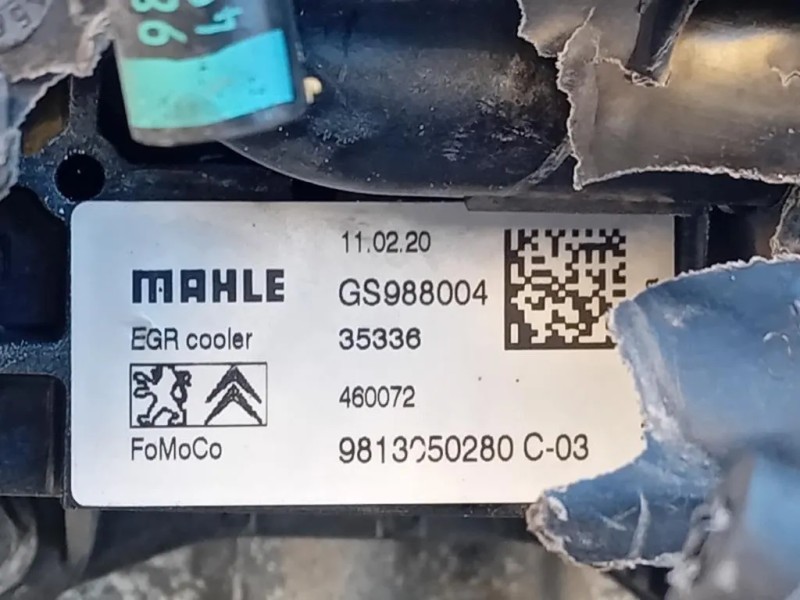 11.02.20
MAHLE GS988004
EGR cooler 35336
460072
FoMoCo 9813050280 C-03